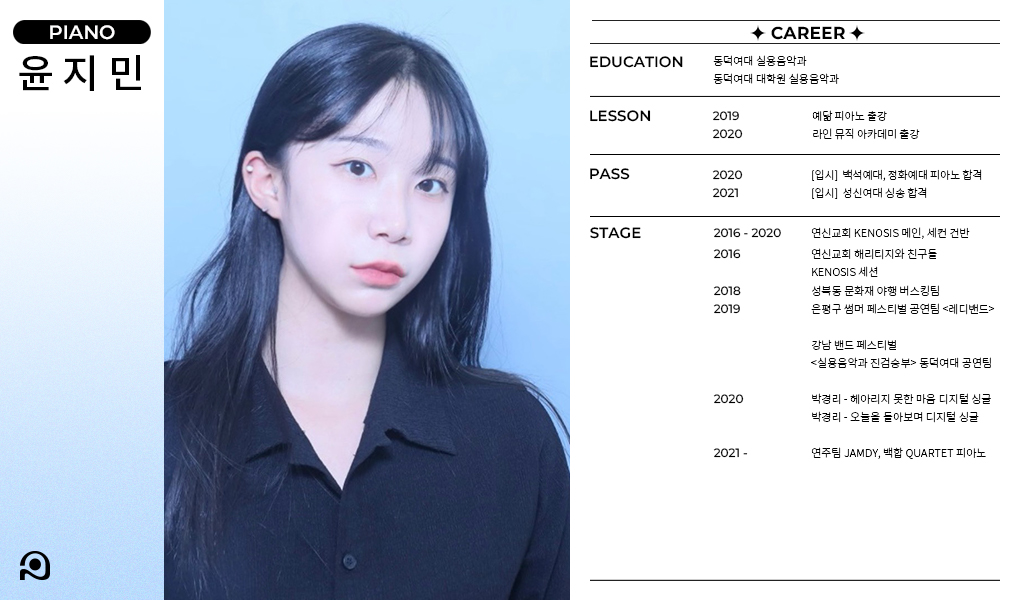 PIANO
윤지민
CAREER
EDUCATION
동덕여대 실용음악과
동덕여대 대학원 실용음악과
LESSON
2019 예닮 피아노 출강
2020 라인 뮤직 아카데미 출강
PASS
2020 [입시] 백석예대, 정화예대 피아노 합격
2021 [입시] 성신여대 싱송 합격
STAGE
2016 - 2020 연신교회 KENOSIS 메인, 세컨 건반
2016 연신교회 해리티지와 친구들
KENOSIS 세션
2018 성북동 문화재 야행 버스킹팀
2019 은평구 썸머 페스티벌 공연팀 <레디밴드>
강남 밴드 페스티벌
<실용음악과 진검승부> 동덕여대 공연팀
2020 박경리 - 헤아리지 못한 마음 디지털 싱글
박경리 - 오늘을 돌아보며 디지털 싱글
2021 - 연주팀 JAMDY, 백합 QUARTET 피아노